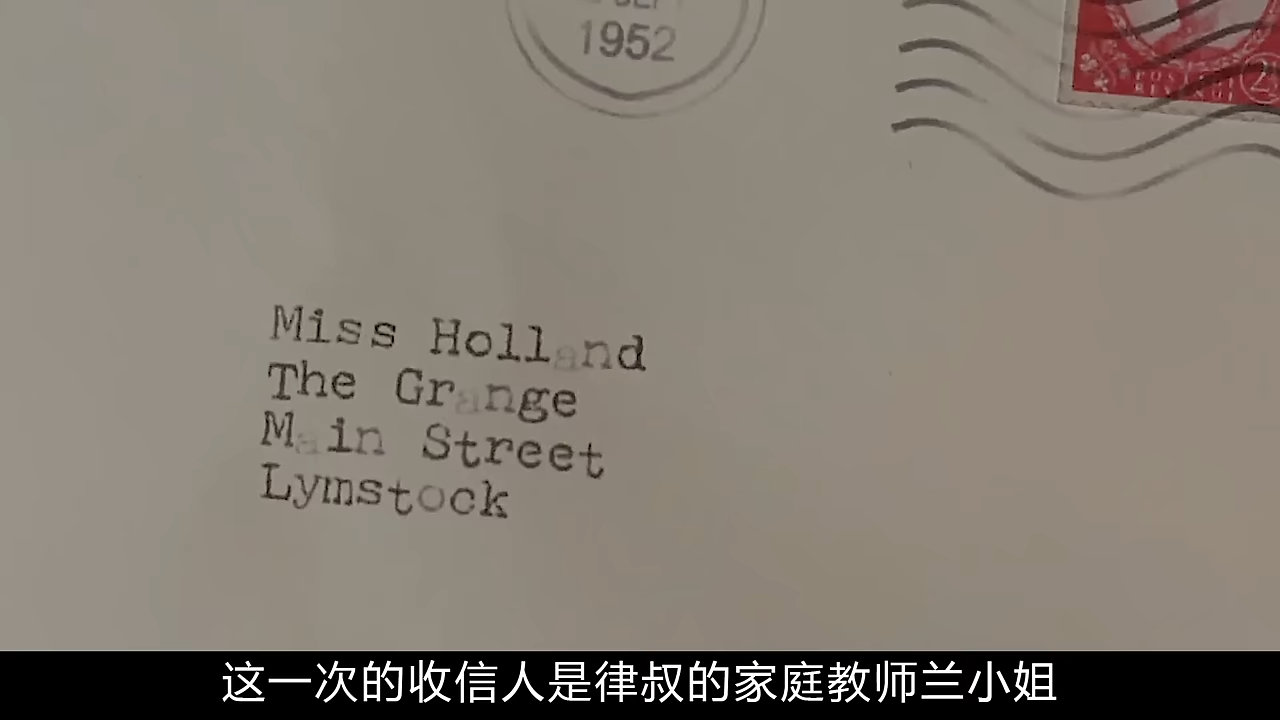 1952
Miss Holland
The Grange
Main Street
Lymstock
这一次的收信人是律叔的家庭教师兰小姐